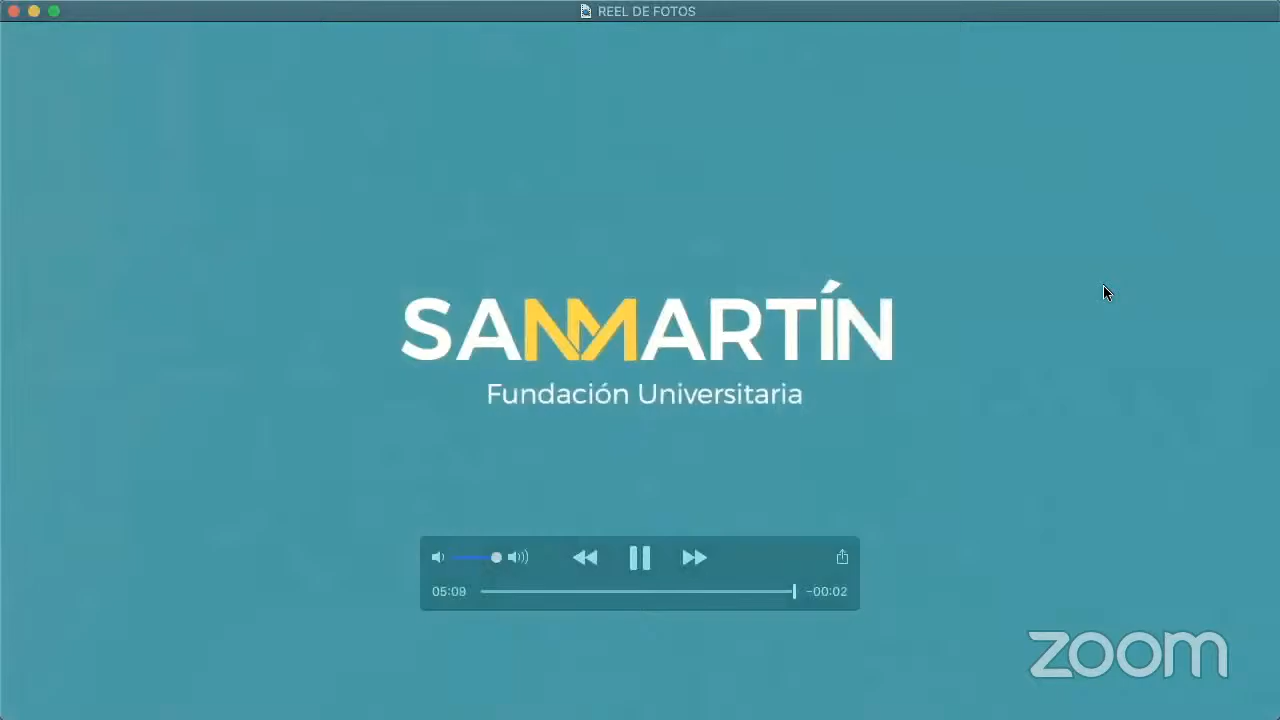 REEL DE FOTOS
SANMARTÍN
Fundación Universitaria
05:09
-00:02
zoom